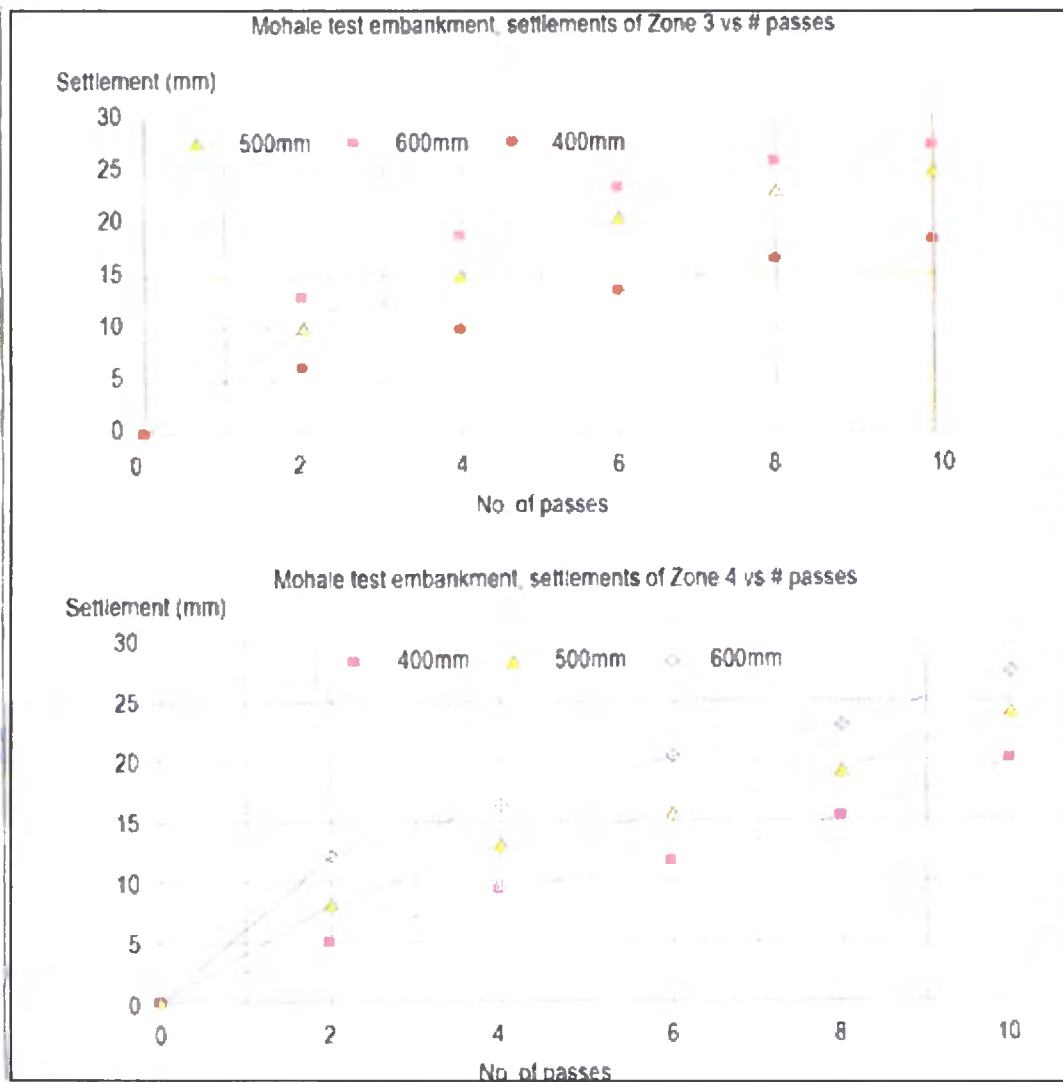 Mohale test embankment, settlements of Zone 3 vs # passes
Settlement (mm)
30
500mm 600mm 400mm
25
20
15
10
5
0
0 2 4 6 8 10
No. of passes
Mohale test embankment, settlements of Zone 4 vs # passes
Settlement (mm)
30
400mm 500mm 600mm
25
20
15
10
5
0
0 2 4 6 8 10
No. of passes